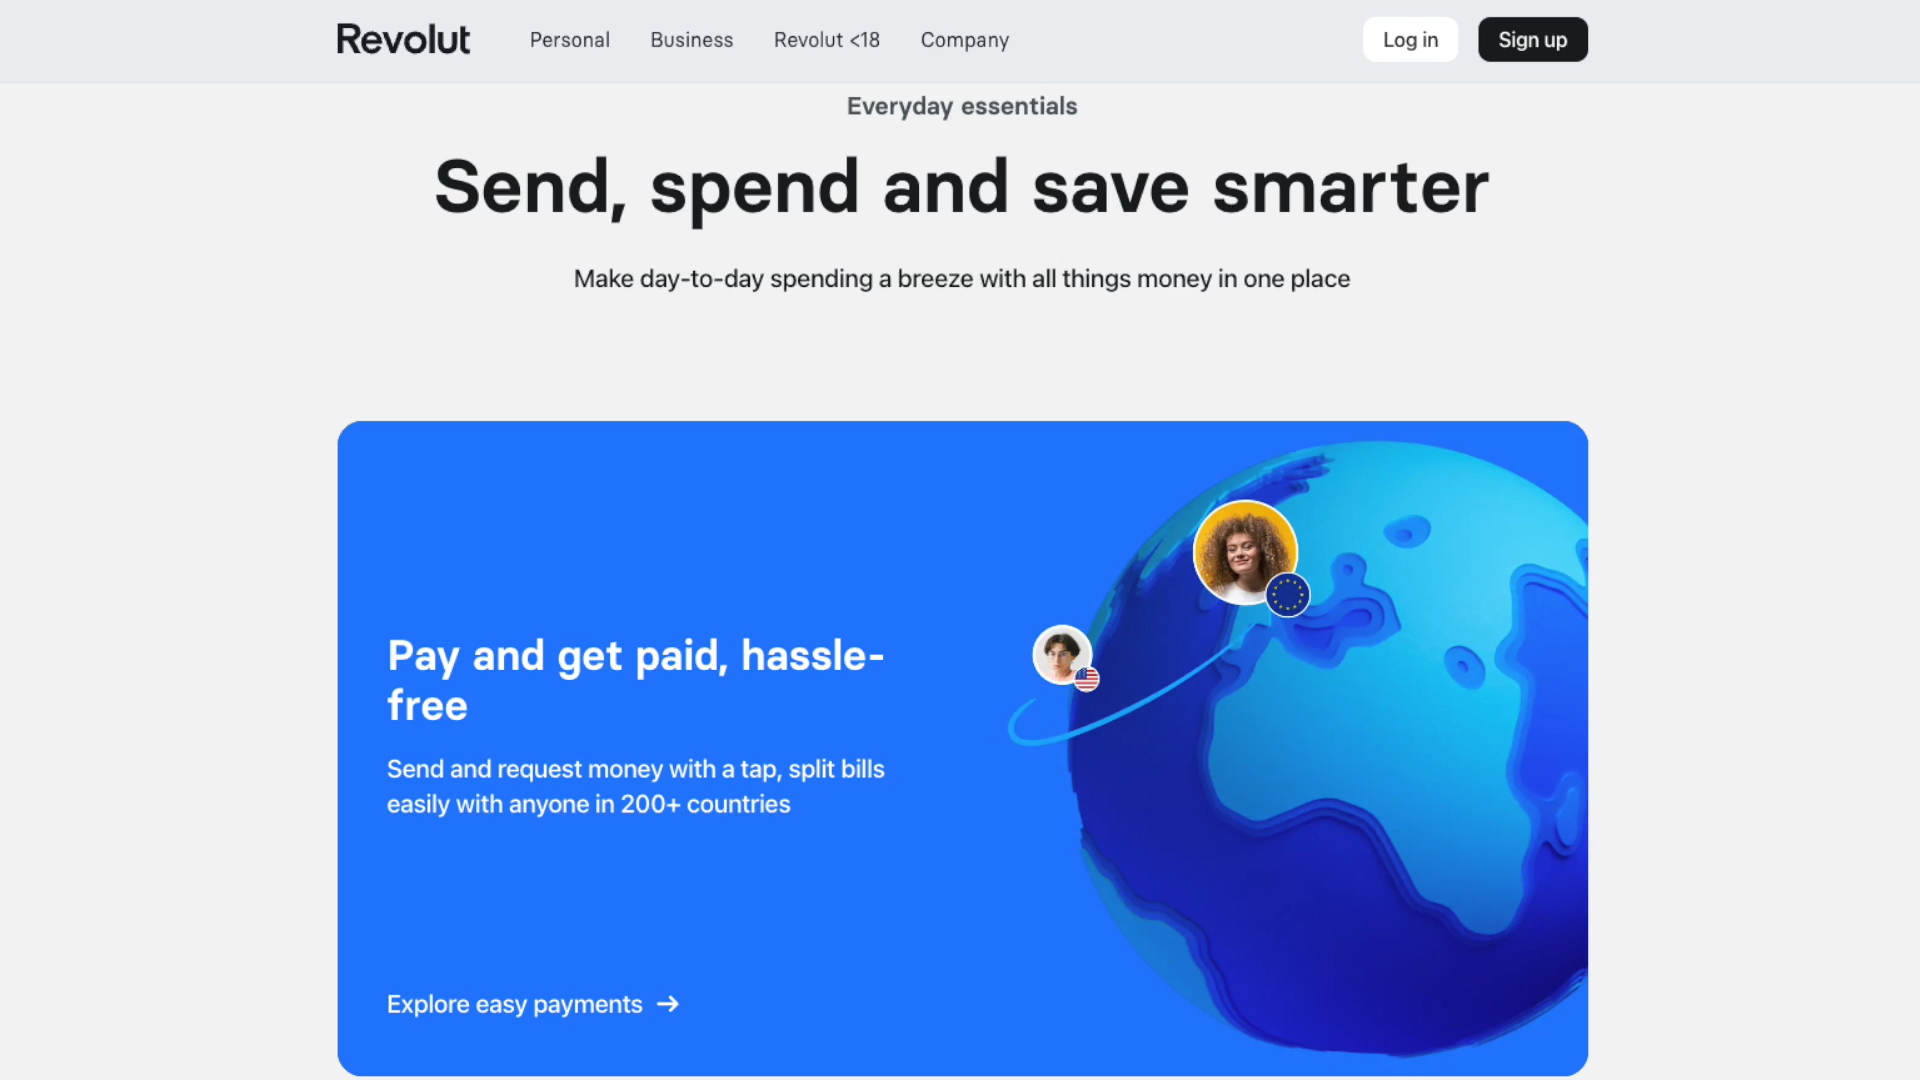 Revolut Personal Business Revolut <18 Company Log in Sign up
Everyday essentials
Send, spend and save smarter
Make day-to-day spending a breeze with all things money in one place
Pay and get paid, hassle-
free
Send and request money with a tap, split bills
easily with anyone in 200+ countries
Explore easy payments →